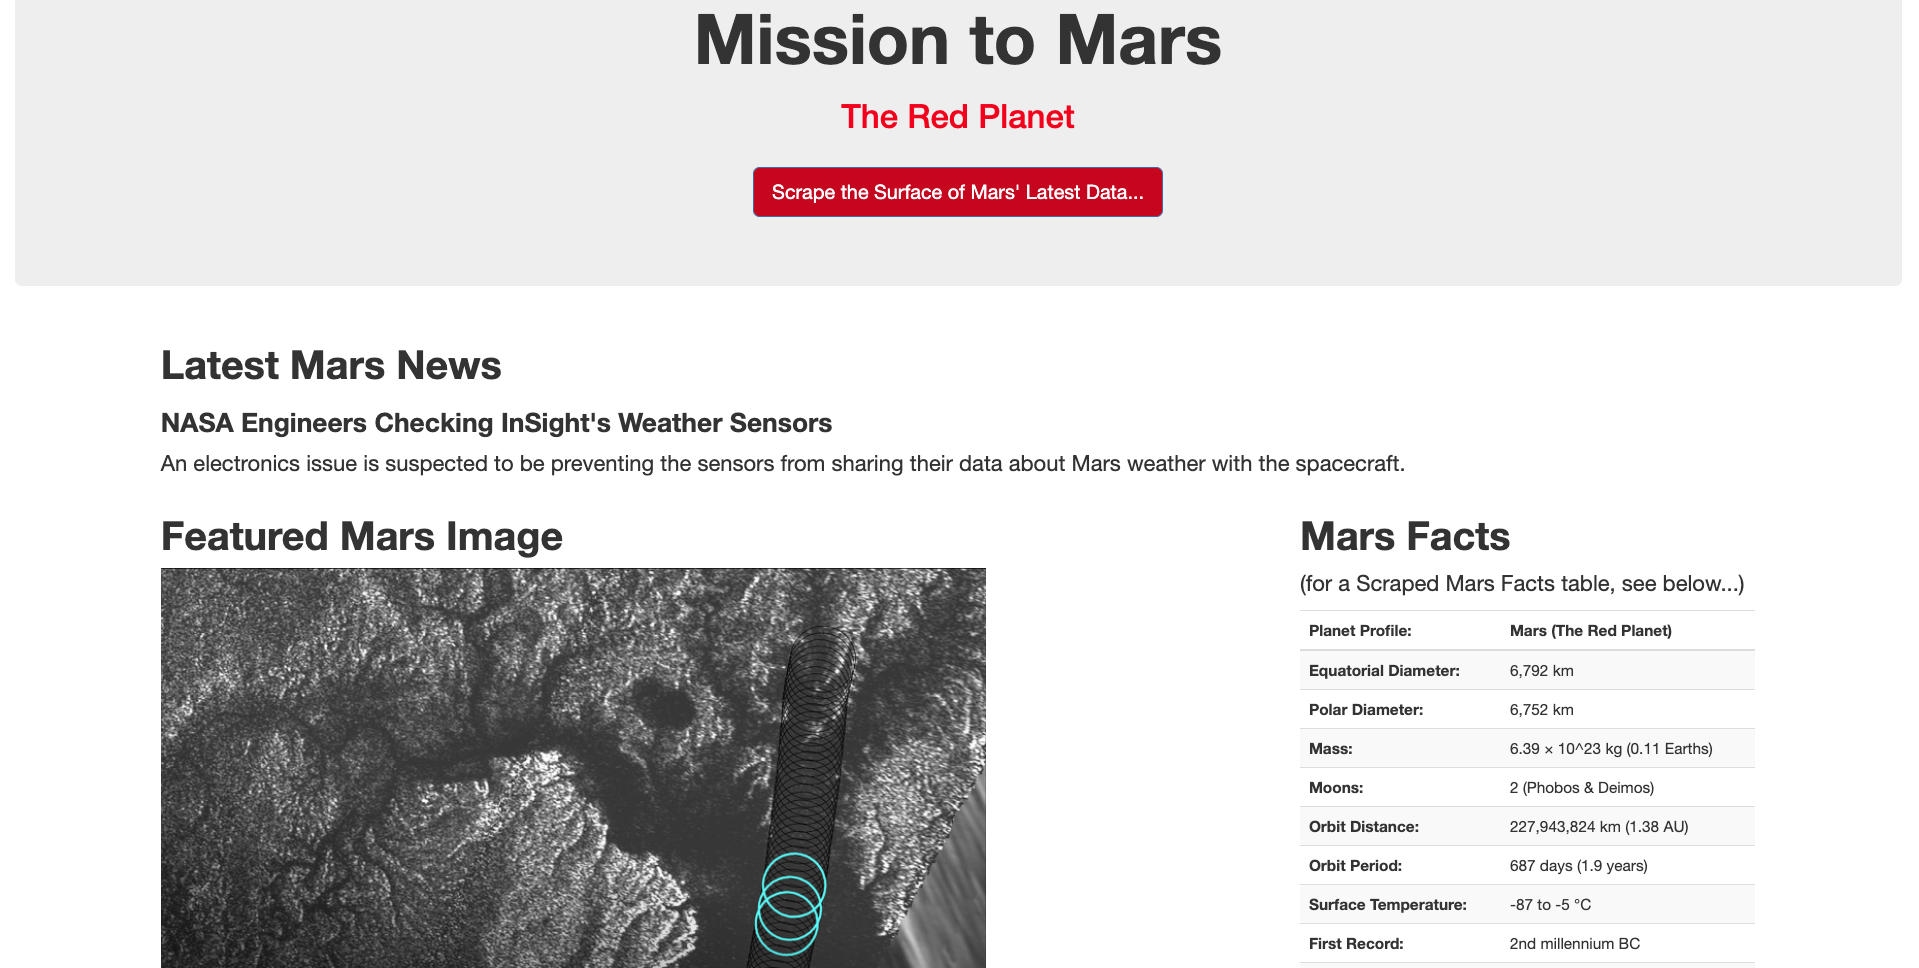 Mission to Mars
The Red Planet
Scrape the Surface of Mars' Latest Data...
Latest Mars News
NASA Engineers Checking InSight's Weather Sensors
An electronics issue is suspected to be preventing the sensors from sharing their data about Mars weather with the spacecraft.
Featured Mars Image
Mars Facts
(for a Scraped Mars Facts table, see below...)
Planet Profile: Mars (The Red Planet)
Equatorial Diameter: 6,792 km
Polar Diameter: 6,752 km
Mass: 6.39 × 10^23 kg (0.11 Earths)
Moons: 2 (Phobos & Deimos)
Orbit Distance: 227,943,824 km (1.38 AU)
Orbit Period: 687 days (1.9 years)
Surface Temperature: -87 to -5 °C
First Record: 2nd millennium BC